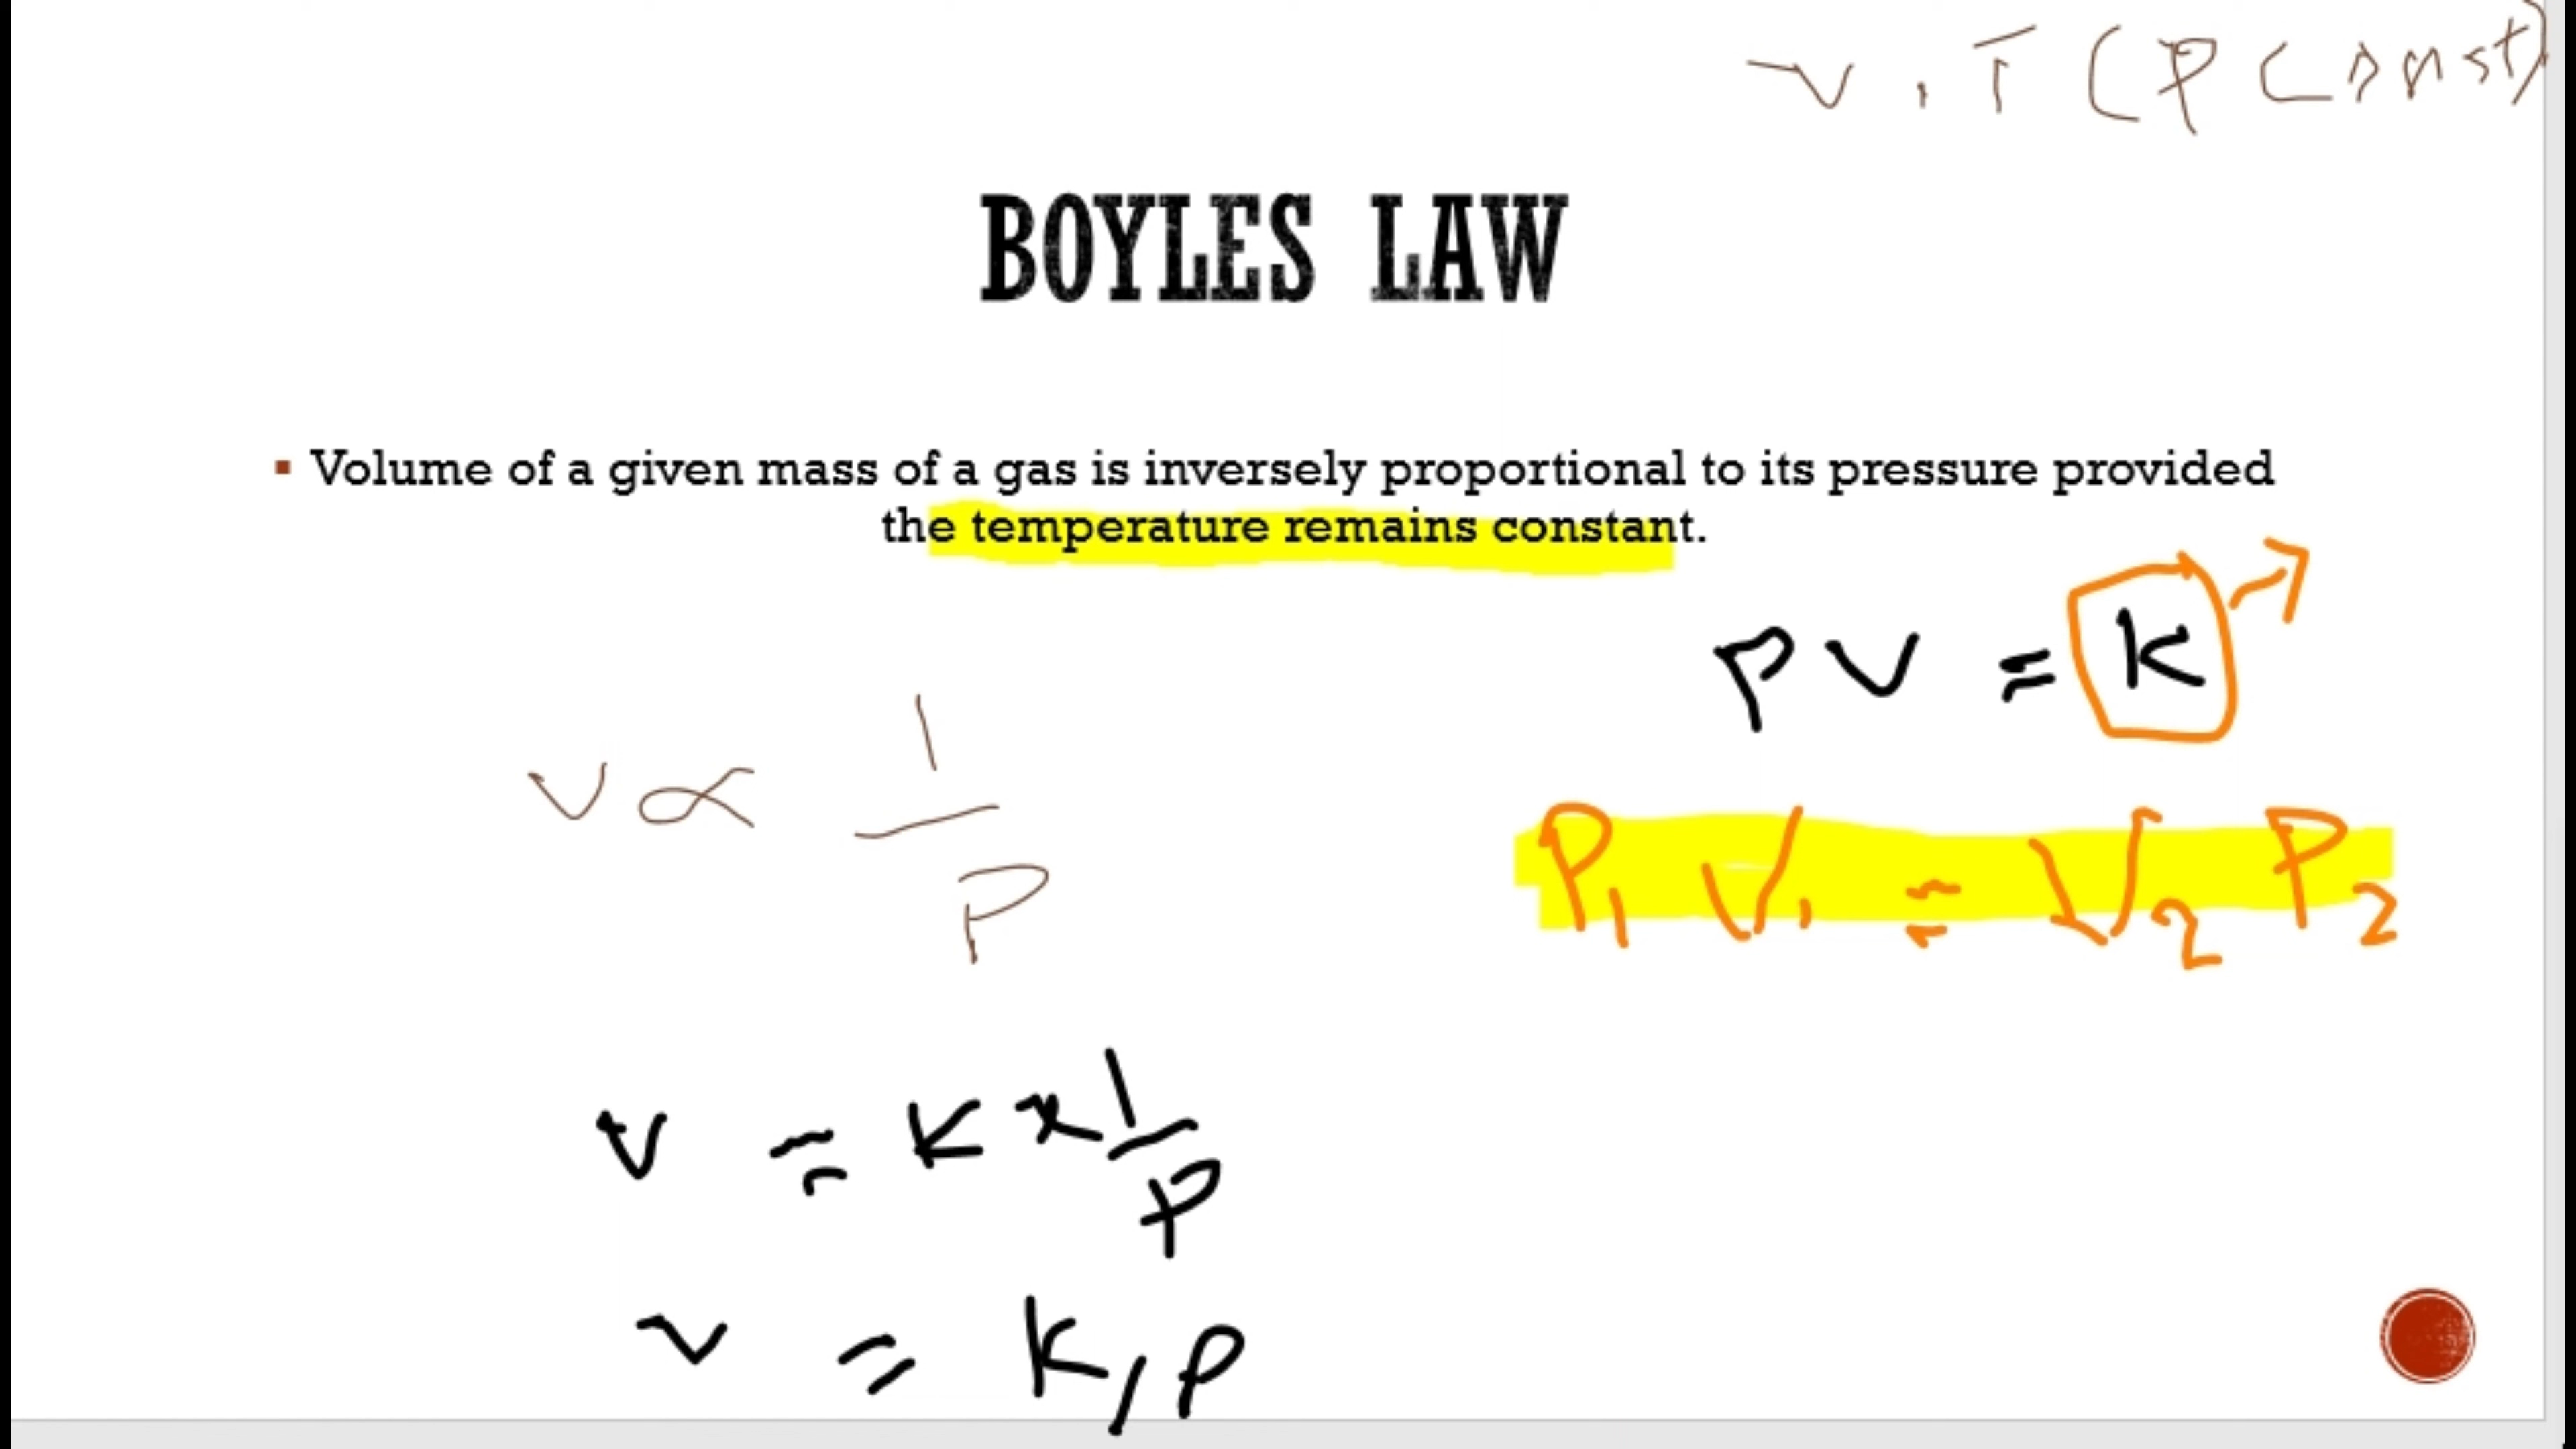 V, T (P Const)
BOYLES LAW
▪ Volume of a given mass of a gas is inversely proportional to its pressure provided
the temperature remains constant.
PV = K →
V ∝ 1/P
P₁ V₁ = V₂ P₂
V = K x 1/P
V = K/P